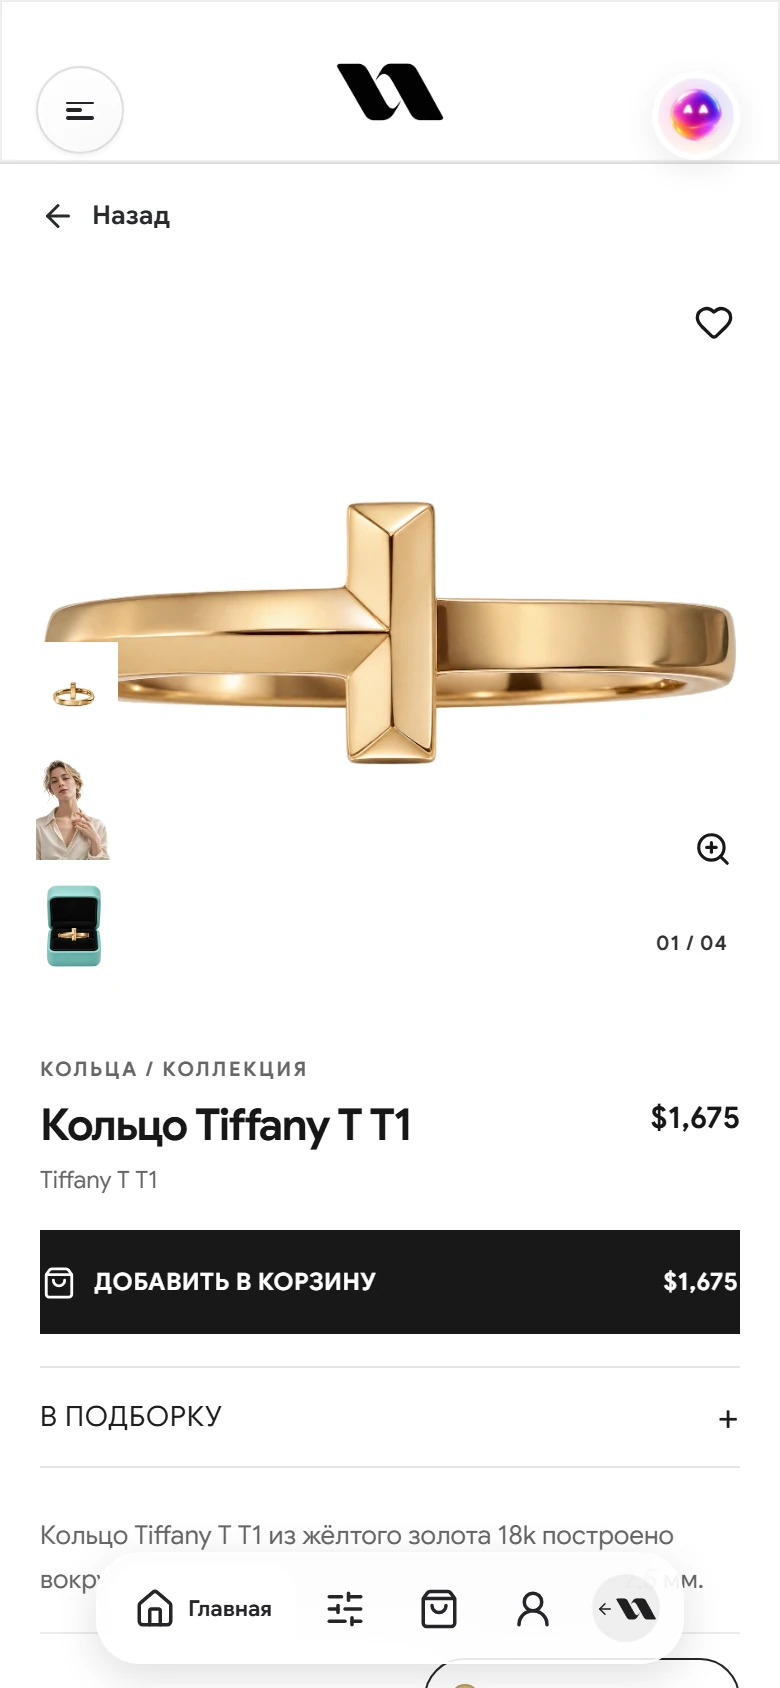 Назад
01 / 04
КОЛЬЦА / КОЛЛЕКЦИЯ
Кольцо Tiffany T T1
$1,675
Tiffany T T1
ДОБАВИТЬ В КОРЗИНУ
$1,675
В ПОДБОРКУ
+
Кольцо Tiffany T T1 из жёлтого золота 18k построено
мм.
Главная